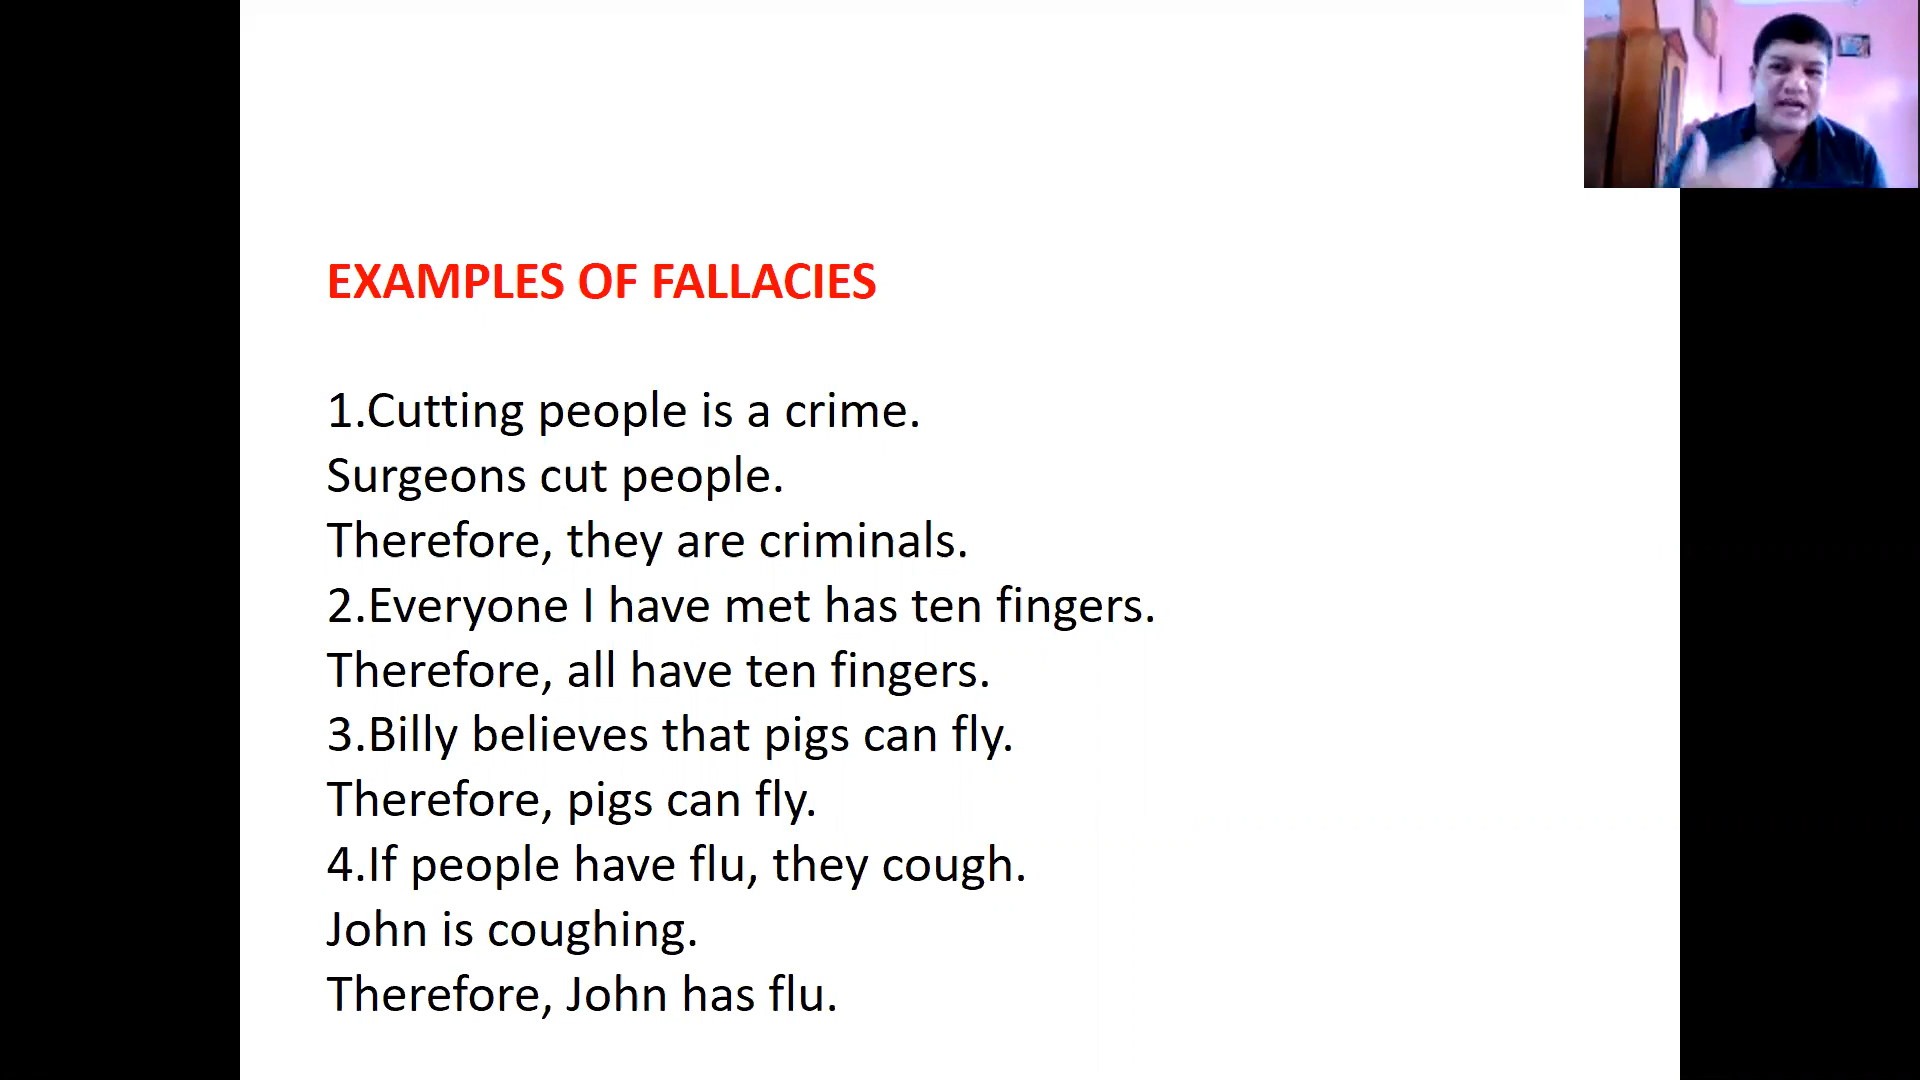 EXAMPLES OF FALLACIES
1.Cutting people is a crime.
Surgeons cut people.
Therefore, they are criminals.
2.Everyone I have met has ten fingers.
Therefore, all have ten fingers.
3.Billy believes that pigs can fly.
Therefore, pigs can fly.
4.If people have flu, they cough.
John is coughing.
Therefore, John has flu.